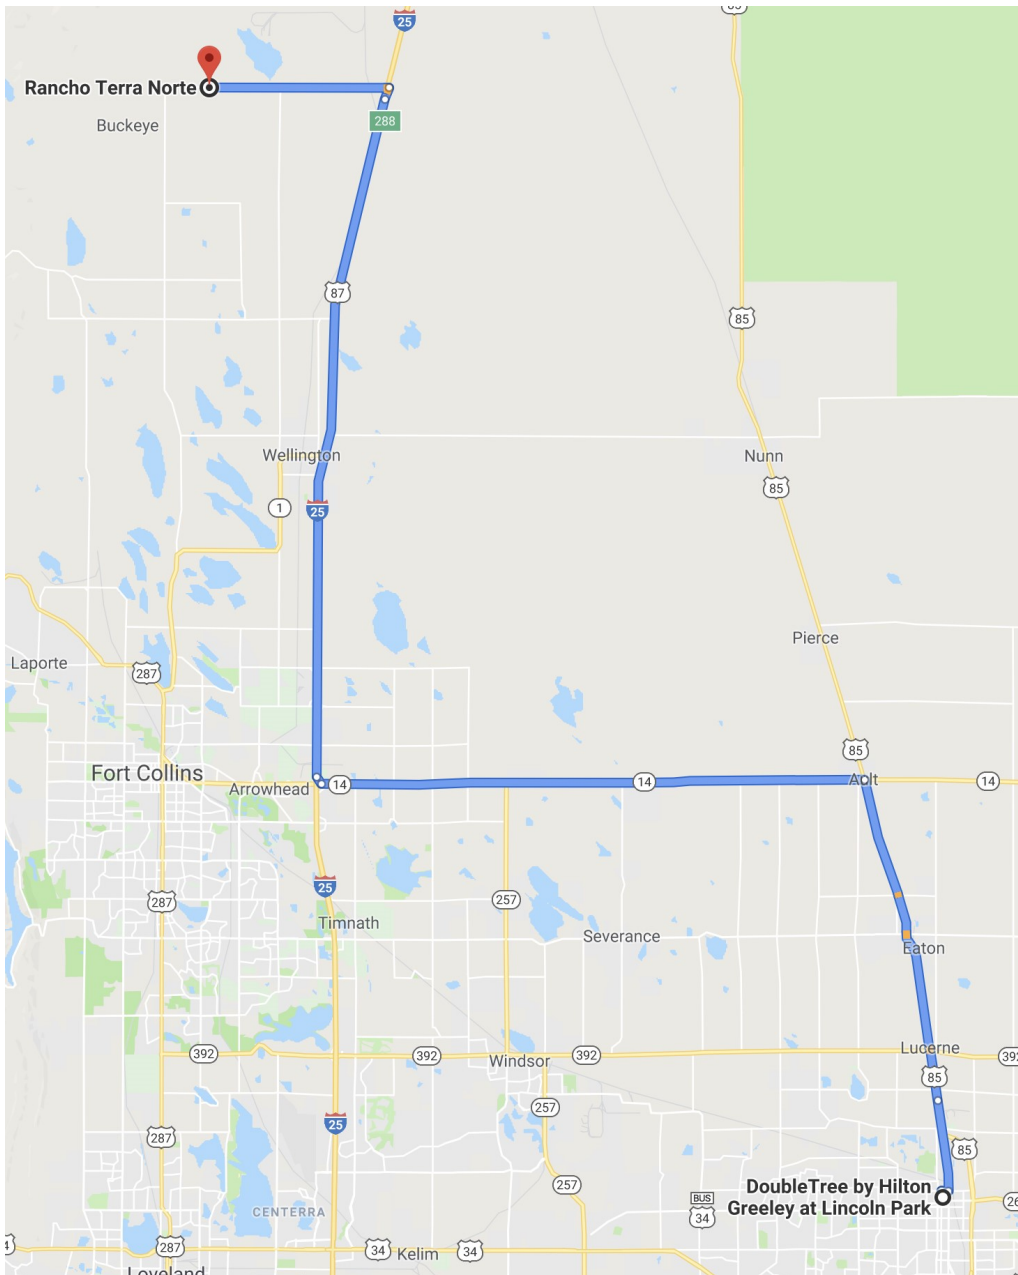 85
25
Rancho Terra Norte
Buckeye
288
87
85
Wellington
Nunn
85
1
25
Pierce
Laporte
287
85
Fort Collins
Arrowhead
14
14
14
25
287
257
Timnath
Severance
Eaton
392
392
Windsor
392
Lucerne
392
85
257
25
287
85
257
DoubleTree by Hilton
Greeley at Lincoln Park
BUS
34
CENTERRA
287
34
Kelim
34
Loveland